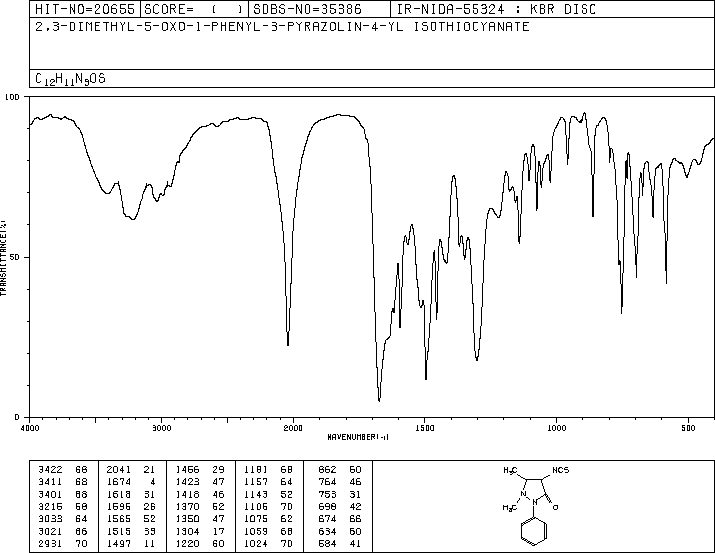 HIT-NO=20655 SCORE= ( ) SDBS-NO=35386 IR-NIDA-55324 : KBR DISC
2,3-DIMETHYL-5-OXO-1-PHENYL-3-PYRAZOLIN-4-YL ISOTHIOCYANATE
C12H11N3OS
100
50
0
TRANSMITTANCE(%)
4000 3000 2000 1500 1000 500
WAVENUMBER(-1)
3422 68 2041 21 1456 29 1181 68 862 60
3411 68 1674 4 1423 47 1157 64 764 46
3401 68 1618 31 1418 46 1143 52 753 31
3215 60 1596 26 1370 52 1106 70 698 42
3033 64 1565 52 1350 47 1075 62 674 66
3021 66 1515 33 1304 17 1059 68 634 60
2931 70 1497 11 1220 60 1024 70 584 41
H3C NCS
N O
H3C N